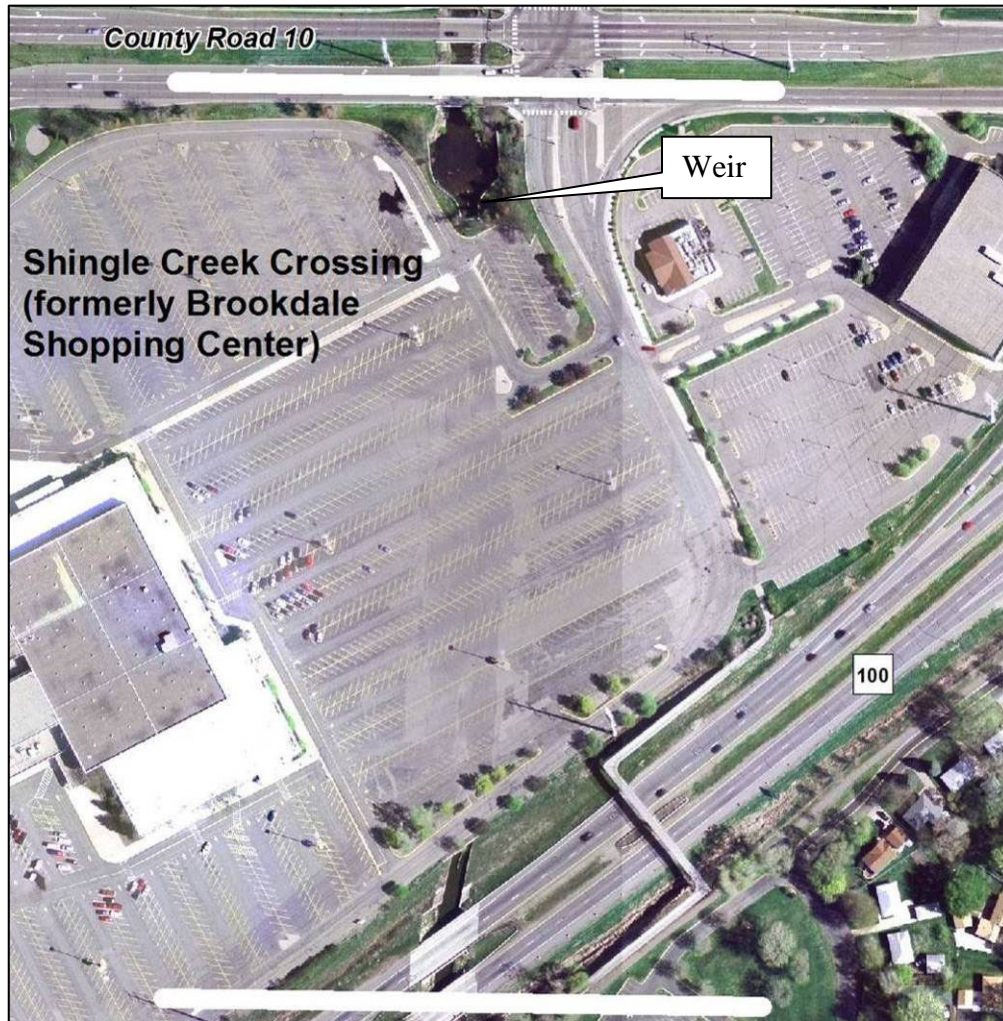 County Road 10
Weir
Shingle Creek Crossing
(formerly Brookdale
Shopping Center)
100